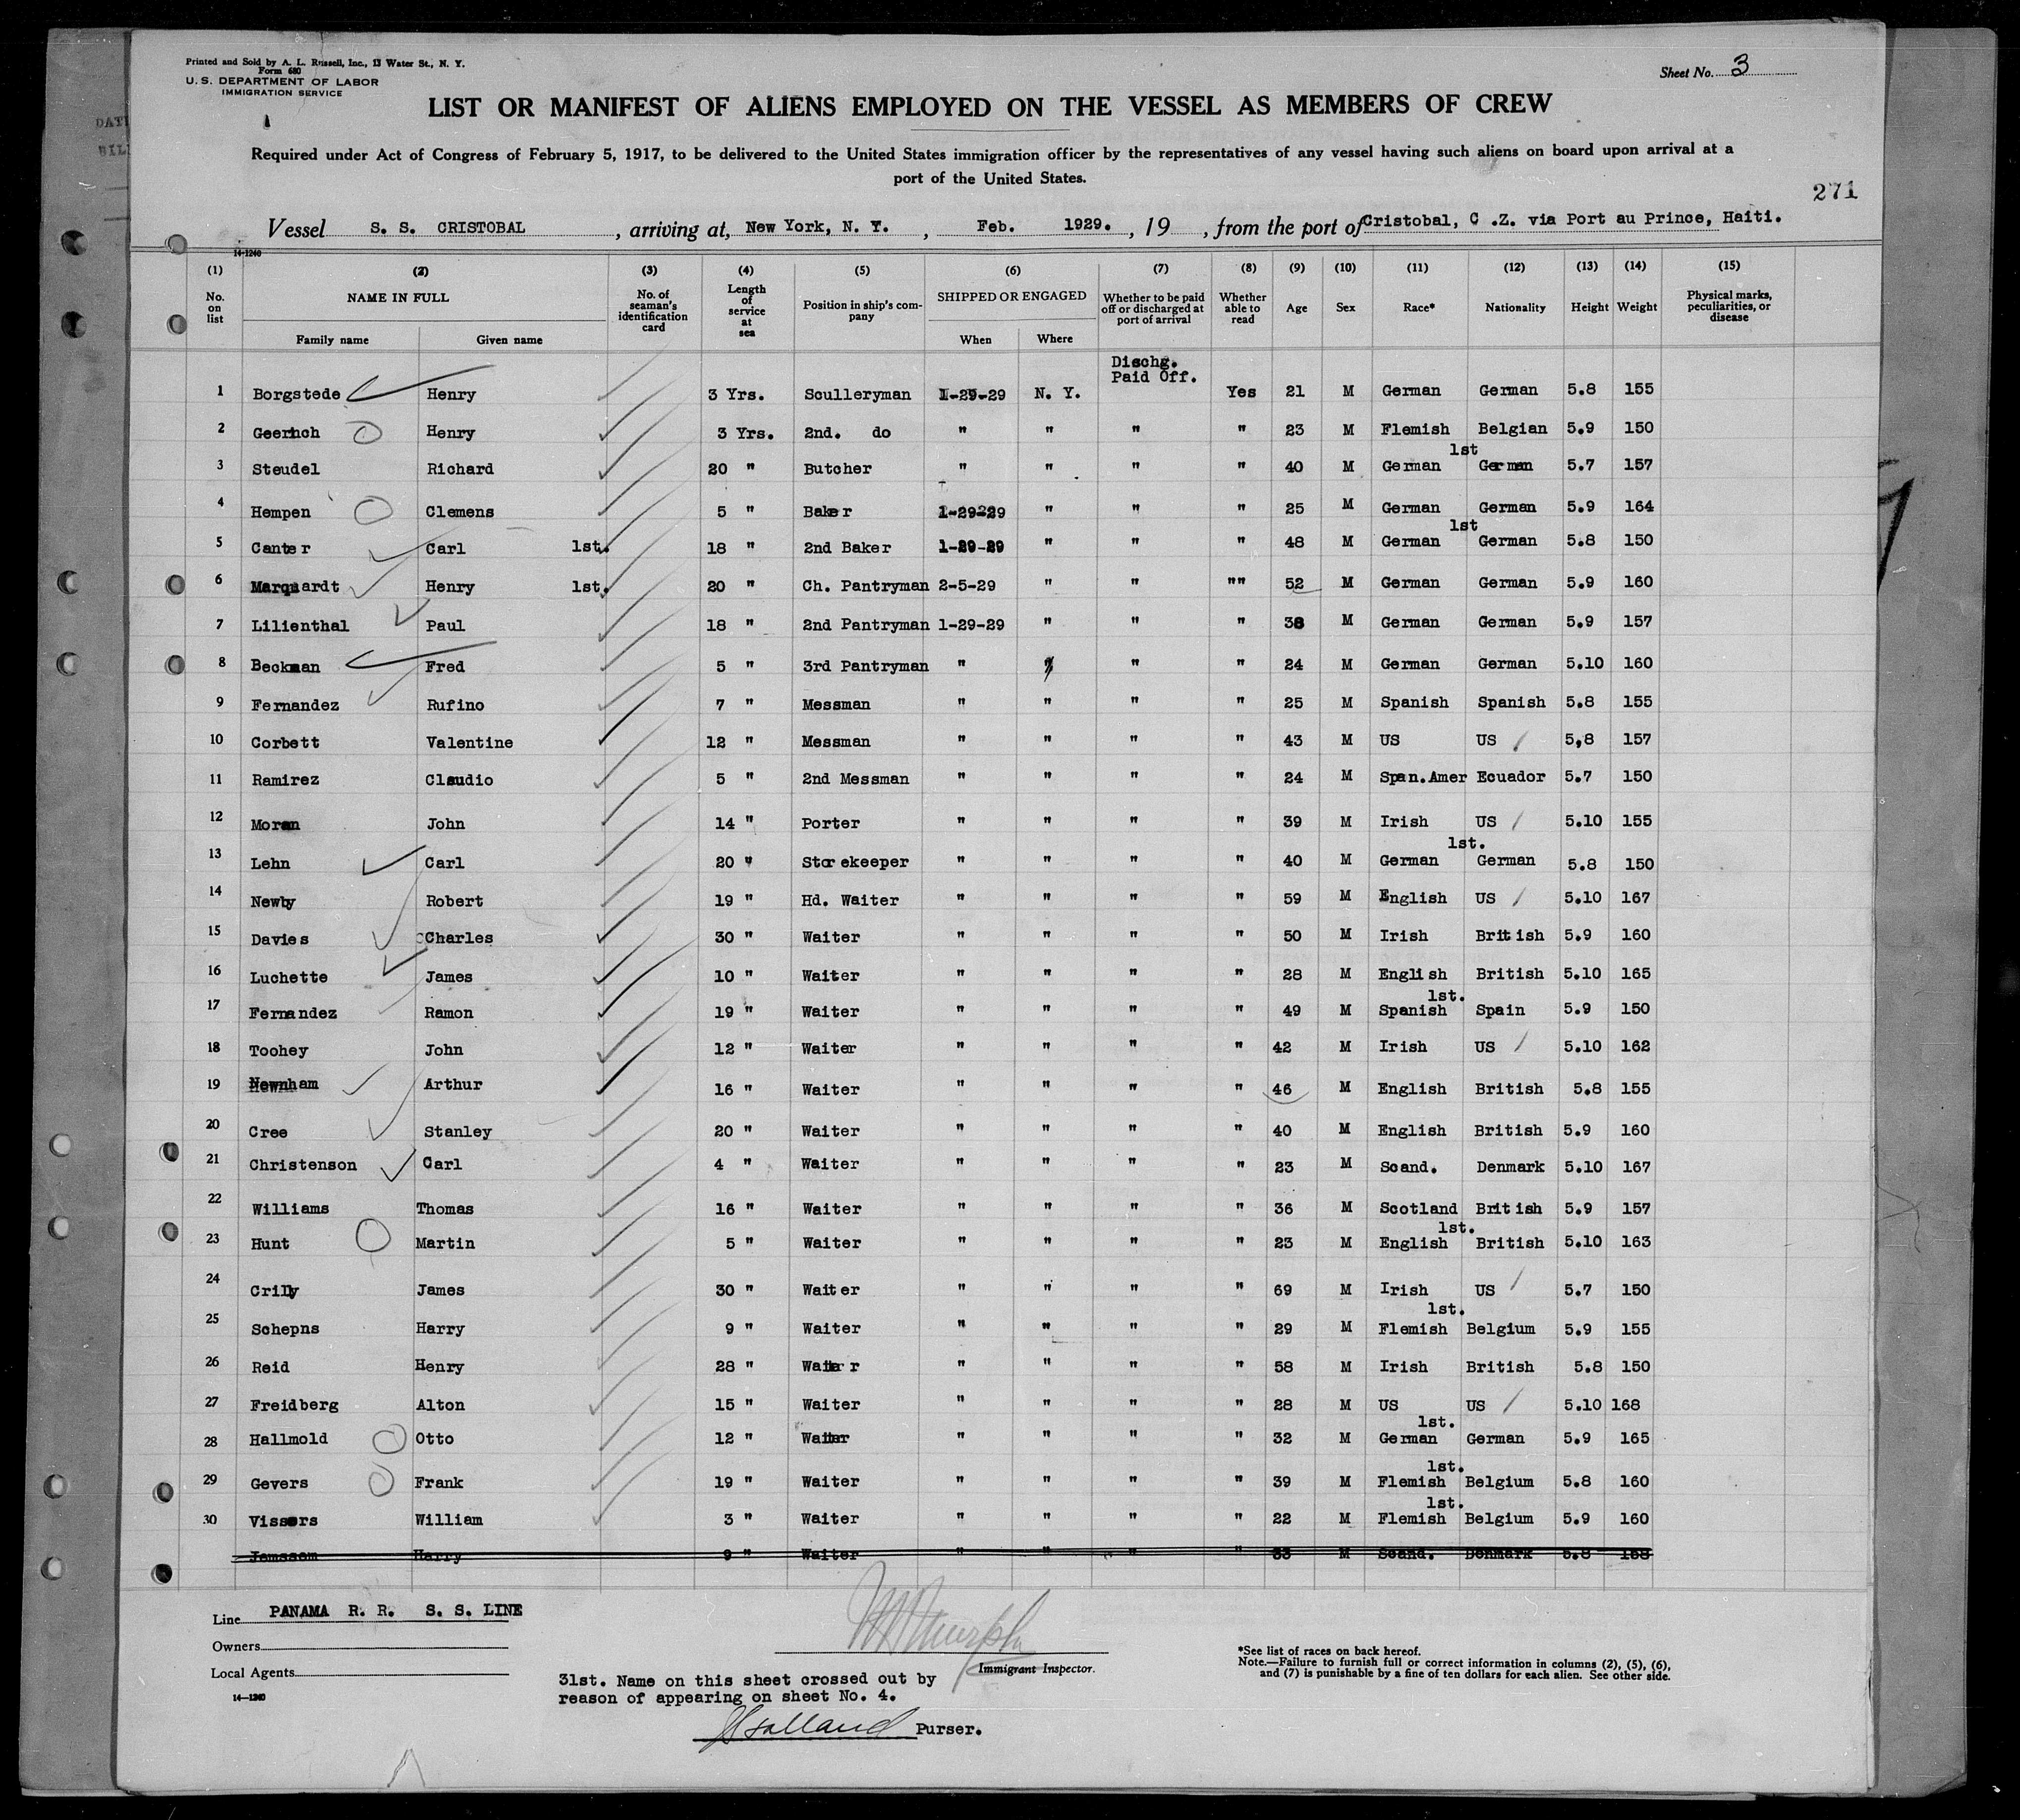 Printed and Sold by A. L. Russell, Inc., 13 Water St., N. Y.
Form 680
U. S. DEPARTMENT OF LABOR
IMMIGRATION SERVICE
Sheet No. 3
LIST OR MANIFEST OF ALIENS EMPLOYED ON THE VESSEL AS MEMBERS OF CREW
Required under Act of Congress of February 5, 1917, to be delivered to the United States immigration officer by the representatives of any vessel having such aliens on board upon arrival at a
port of the United States.
271
Vessel S. S. CRISTOBAL, arriving at, New York, N. Y., Feb. 1929., 19 , from the port of Cristobal, C .Z. via Port au Prince, Haiti.
14-1240
(1) (2) (3) (4) (5) (6) (7) (8) (9) (10) (11) (12) (13) (14) (15)
No. on list NAME IN FULL No. of seaman's identification card Length of service at sea Position in ship's company SHIPPED OR ENGAGED Whether to be paid off or discharged at port of arrival Whether able to read Age Sex Race* Nationality Height Weight Physical marks, peculiarities, or disease
Family name Given name When Where
Dischg.
Paid Off.
1 Borgstede Henry 3 Yrs. Sculleryman 1-29-29 N. Y. Yes 21 M German German 5.8 155
2 Geernch Henry 3 Yrs. 2nd. do " " " " 23 M Flemish Belgian 5.9 150
1st
3 Steudel Richard 20 " Butcher " " " " 40 M German German 5.7 157
4 Hempen Clemens 5 " Baker 1-29-29 " " " 25 M German German 5.9 164
1st
5 Canter Carl 1st. 18 " 2nd Baker 1-29-29 " " " 48 M German German 5.8 150
6 Marquardt Henry 1st. 20 " Ch. Pantryman 2-5-29 " " "" 52 M German German 5.9 160
7 Lilienthal Paul 18 " 2nd Pantryman 1-29-29 " " " 38 M German German 5.9 157
8 Beckman Fred 5 " 3rd Pantryman " " " " 24 M German German 5.10 160
9 Fernandez Rufino 7 " Messman " " " " 25 M Spanish Spanish 5.8 155
10 Corbett Valentine 12 " Messman " " " " 43 M US US 5,8 157
11 Ramirez Claudio 5 " 2nd Messman " " " " 24 M Span.Amer Ecuador 5.7 150
12 Moran John 14 " Porter " " " " 39 M Irish US 5.10 155
1st.
13 Lehn Carl 20 " Storekeeper " " " " 40 M German German 5.8 150
14 Newby Robert 19 " Hd. Waiter " " " " 59 M English US 5.10 167
15 Davies CCharles 30 " Waiter " " " " 50 M Irish British 5.9 160
16 Luchette James 10 " Waiter " " " " 28 M English British 5.10 165
1st.
17 Fernandez Ramon 19 " Waiter " " " " 49 M Spanish Spain 5.9 150
18 Toohey John 12 " Waiter " " " " 42 M Irish US 5.10 162
19 Newnham Arthur 16 " Waiter " " " " 46 M English British 5.8 155
20 Cree Stanley 20 " Waiter " " " " 40 M English British 5.9 160
21 Christenson Carl 4 " Waiter " " " " 23 M Scand. Denmark 5.10 167
22 Williams Thomas 16 " Waiter " " " " 36 M Scotland British 5.9 157
1st.
23 Hunt Martin 5 " Waiter " " " " 23 M English British 5.10 163
24 Crilly James 30 " Waiter " " " " 69 M Irish US 5.7 150
1st.
25 Schepns Harry 9 " Waiter " " " " 29 M Flemish Belgium 5.9 155
26 Reid Henry 28 " Waiter " " " " 58 M Irish British 5.8 150
27 Freidberg Alton 15 " Waiter " " " " 28 M US US 5.10 168
1st.
28 Hallmold Otto 12 " Waiter " " " " 32 M German German 5.9 165
1st.
29 Gevers Frank 19 " Waiter " " " " 39 M Flemish Belgium 5.8 160
1st.
30 Vissers William 3 " Waiter " " " " 22 M Flemish Belgium 5.9 160
Janssen Harry 9 " Waiter " " " " 33 M Scand. Denmark 5.8 158
Line PANAMA R. R. S. S. LINE
Owners
Local Agents
14-1240
Murphy
Immigrant Inspector.
31st. Name on this sheet crossed out by
reason of appearing on sheet No. 4.
Holland Purser.
*See list of races on back hereof.
Note.—Failure to furnish full or correct information in columns (2), (5), (6),
and (7) is punishable by a fine of ten dollars for each alien. See other side.